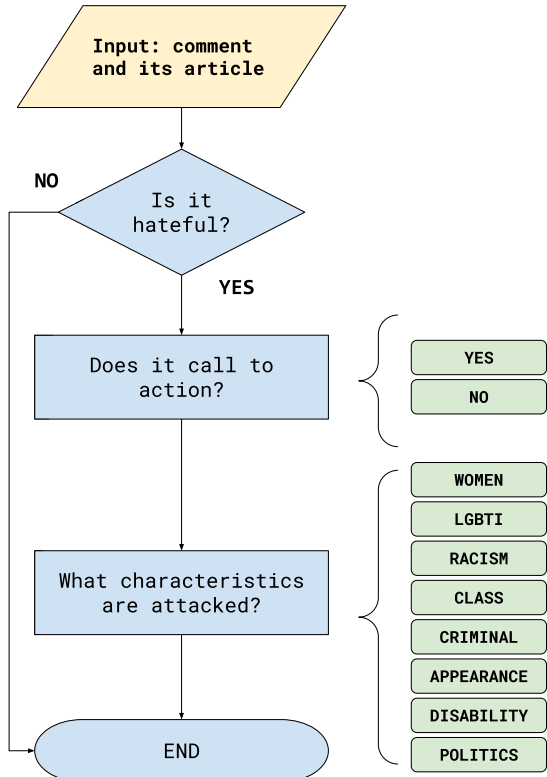 Input: comment
and its article
Is it
hateful?
NO
YES
Does it call to
action?
YES
NO
What characteristics
are attacked?
WOMEN
LGBTI
RACISM
CLASS
CRIMINAL
APPEARANCE
DISABILITY
POLITICS
END